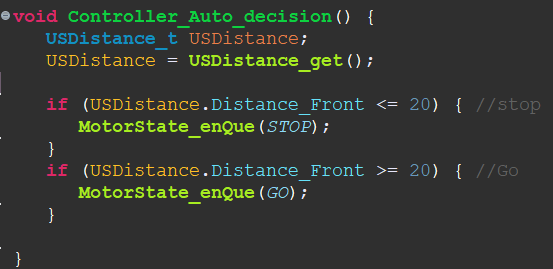 void Controller_Auto_decision() {
USDistance_t USDistance;
USDistance = USDistance_get();
if (USDistance.Distance_Front <= 20) { //stop
MotorState_enQue(STOP);
}
if (USDistance.Distance_Front >= 20) { //Go
MotorState_enQue(GO);
}
}